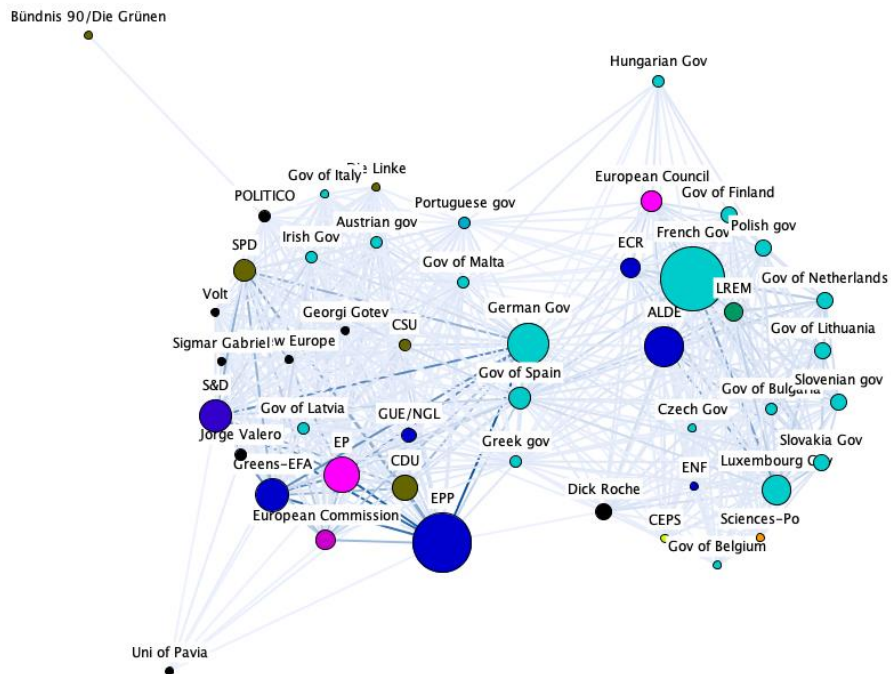 Bündnis 90/Die Grünen
Hungarian Gov
Gov of Italy
Linke
European Council
POLITICO
Portuguese gov
Gov of Finland
Austrian gov
SPD
Irish Gov
French Gov
Polish gov
ECR
Gov of Malta
Gov of Netherlands
LREM
Volt
Georgi Gotev
German Gov
ALDE
CSU
Gov of Lithuania
Sigmar Gabriel
Europe
Gov of Spain
Slovenian gov
S&D
Gov of Bulgaria
Gov of Latvia
GUE/NGL
Czech Gov
Jorge Valero
EP
Greek gov
Slovakia Gov
Greens-EFA
CDU
ENF
Luxembourg
EPP
Dick Roche
European Commission
CEPS
Sciences-Po
Gov of Belgium
Uni of Pavia